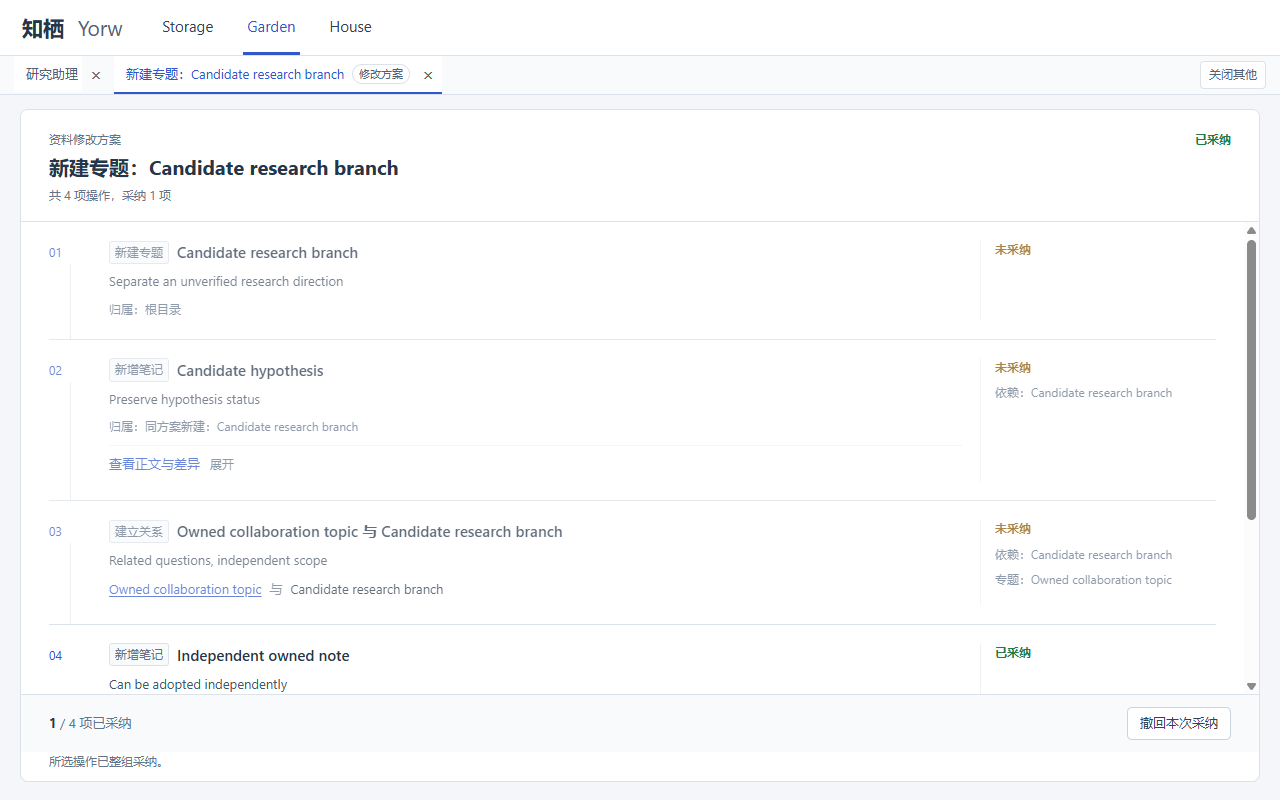 知栖 Yorw Storage Garden House
研究助理 × 新建专题：Candidate research branch 修改方案 × 关闭其他
资料修改方案 已采纳
新建专题：Candidate research branch
共 4 项操作，采纳 1 项
01 新建专题 Candidate research branch 未采纳
Separate an unverified research direction
归属：根目录
02 新增笔记 Candidate hypothesis 未采纳
Preserve hypothesis status 依赖：Candidate research branch
归属：同方案新建：Candidate research branch
查看正文与差异 展开
03 建立关系 Owned collaboration topic 与 Candidate research branch 未采纳
Related questions, independent scope 依赖：Candidate research branch
Owned collaboration topic 与 Candidate research branch 专题：Owned collaboration topic
04 新增笔记 Independent owned note 已采纳
Can be adopted independently
1 / 4 项已采纳 撤回本次采纳
所选操作已整组采纳。